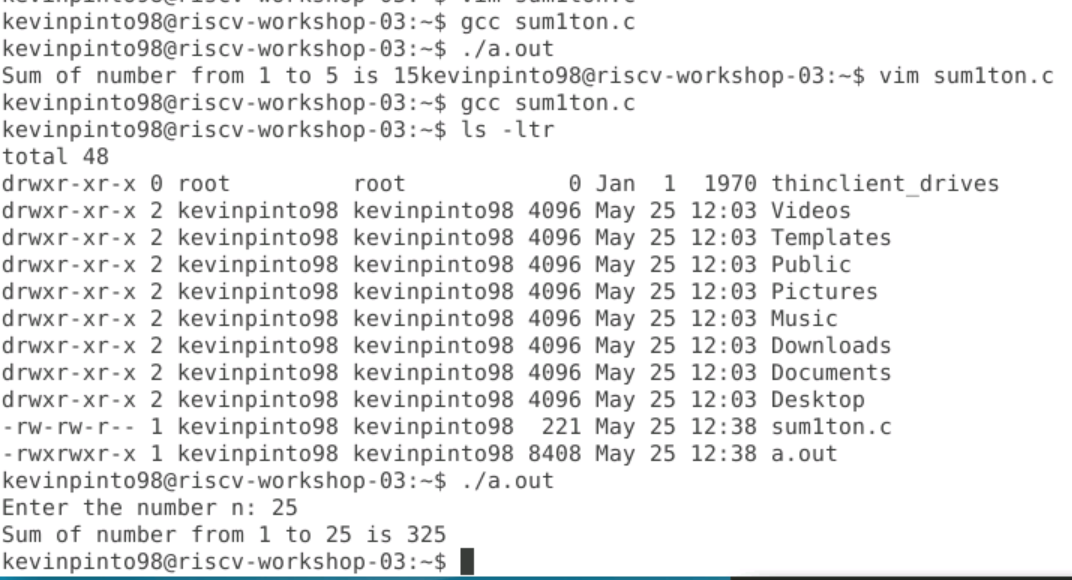 kevinpinto98@riscv-workshop-03:~$ vim sum1ton.c
kevinpinto98@riscv-workshop-03:~$ gcc sum1ton.c
kevinpinto98@riscv-workshop-03:~$ ./a.out
Sum of number from 1 to 5 is 15kevinpinto98@riscv-workshop-03:~$ vim sum1ton.c
kevinpinto98@riscv-workshop-03:~$ gcc sum1ton.c
kevinpinto98@riscv-workshop-03:~$ ls -ltr
total 48
drwxr-xr-x 0 root         root            0 Jan  1  1970 thinclient_drives
drwxr-xr-x 2 kevinpinto98 kevinpinto98 4096 May 25 12:03 Videos
drwxr-xr-x 2 kevinpinto98 kevinpinto98 4096 May 25 12:03 Templates
drwxr-xr-x 2 kevinpinto98 kevinpinto98 4096 May 25 12:03 Public
drwxr-xr-x 2 kevinpinto98 kevinpinto98 4096 May 25 12:03 Pictures
drwxr-xr-x 2 kevinpinto98 kevinpinto98 4096 May 25 12:03 Music
drwxr-xr-x 2 kevinpinto98 kevinpinto98 4096 May 25 12:03 Downloads
drwxr-xr-x 2 kevinpinto98 kevinpinto98 4096 May 25 12:03 Documents
drwxr-xr-x 2 kevinpinto98 kevinpinto98 4096 May 25 12:03 Desktop
-rw-rw-r-- 1 kevinpinto98 kevinpinto98  221 May 25 12:38 sum1ton.c
-rwxrwxr-x 1 kevinpinto98 kevinpinto98 8408 May 25 12:38 a.out
kevinpinto98@riscv-workshop-03:~$ ./a.out
Enter the number n: 25
Sum of number from 1 to 25 is 325
kevinpinto98@riscv-workshop-03:~$